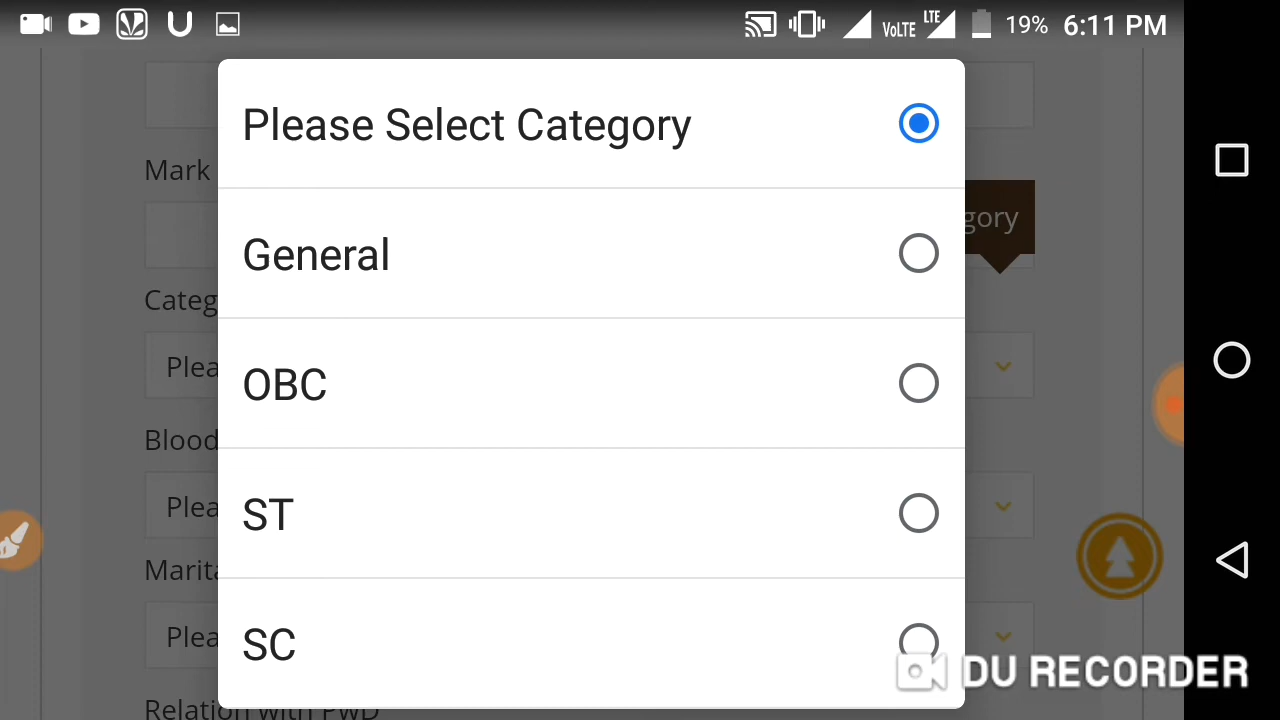 VoLTE LTE 19% 6:11 PM
Please Select Category
Mark
gory
General
Categ
Plea
OBC
Blood
Plea
ST
Marita
Plea
SC
DU RECORDER
Relation with PwD